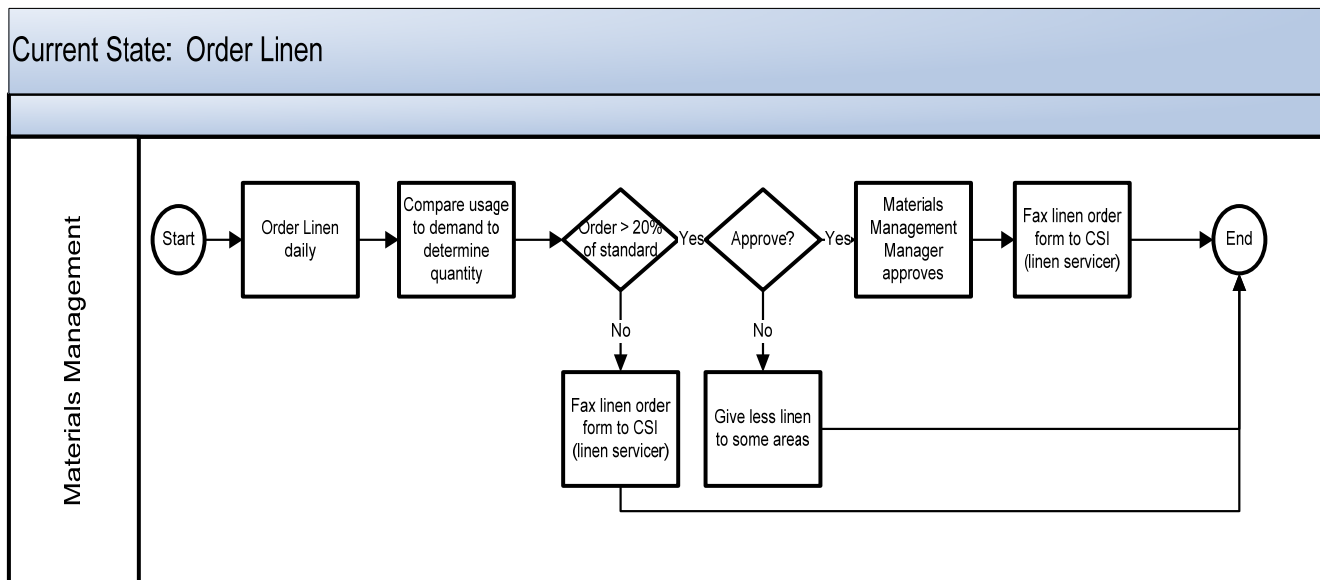 Current State: Order Linen
Materials Management
Start
Order Linen
daily
Compare usage
to demand to
determine
quantity
Order > 20%
of standard
Yes
Approve?
Yes
Materials
Management
Manager
approves
Fax linen order
form to CSI
(linen servicer)
End
No
No
Fax linen order
form to CSI
(linen servicer)
Give less linen
to some areas